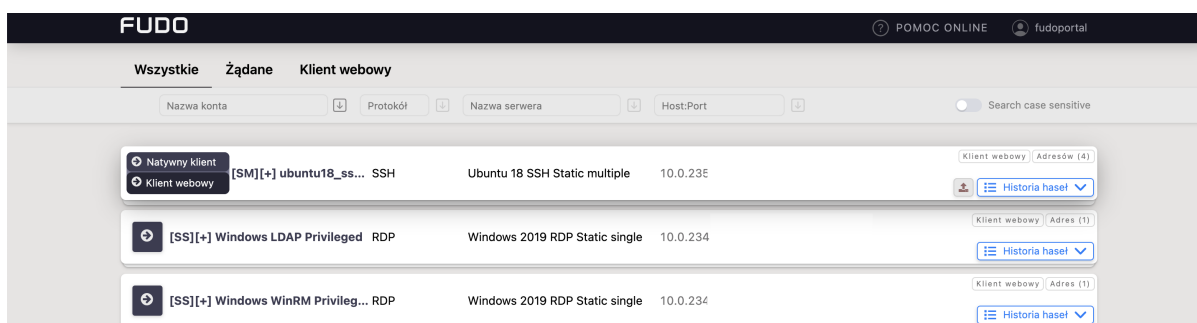 FUDO POMOC ONLINE fudoportal
Wszystkie Żądane Klient webowy
Nazwa konta Protokół Nazwa serwera Host:Port Search case sensitive
Klient webowy Adresów (4)
Natywny klient
[SM][+] ubuntu18_ss... SSH Ubuntu 18 SSH Static multiple 10.0.235
Klient webowy Historia haseł
Klient webowy Adres (1)
[SS][+] Windows LDAP Privileged RDP Windows 2019 RDP Static single 10.0.234
Historia haseł
Klient webowy Adres (1)
[SS][+] Windows WinRM Privileg... RDP Windows 2019 RDP Static single 10.0.234
Historia haseł